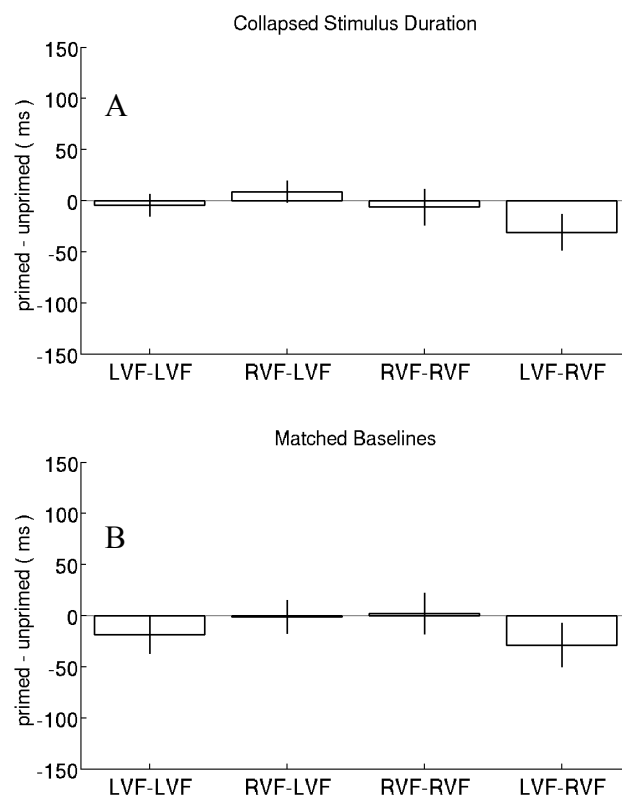 Collapsed Stimulus Duration
A
primed - unprimed ( ms )
150
100
50
0
-50
-100
-150
LVF-LVF RVF-LVF RVF-RVF LVF-RVF
Matched Baselines
B
primed - unprimed ( ms )
150
100
50
0
-50
-100
-150
LVF-LVF RVF-LVF RVF-RVF LVF-RVF